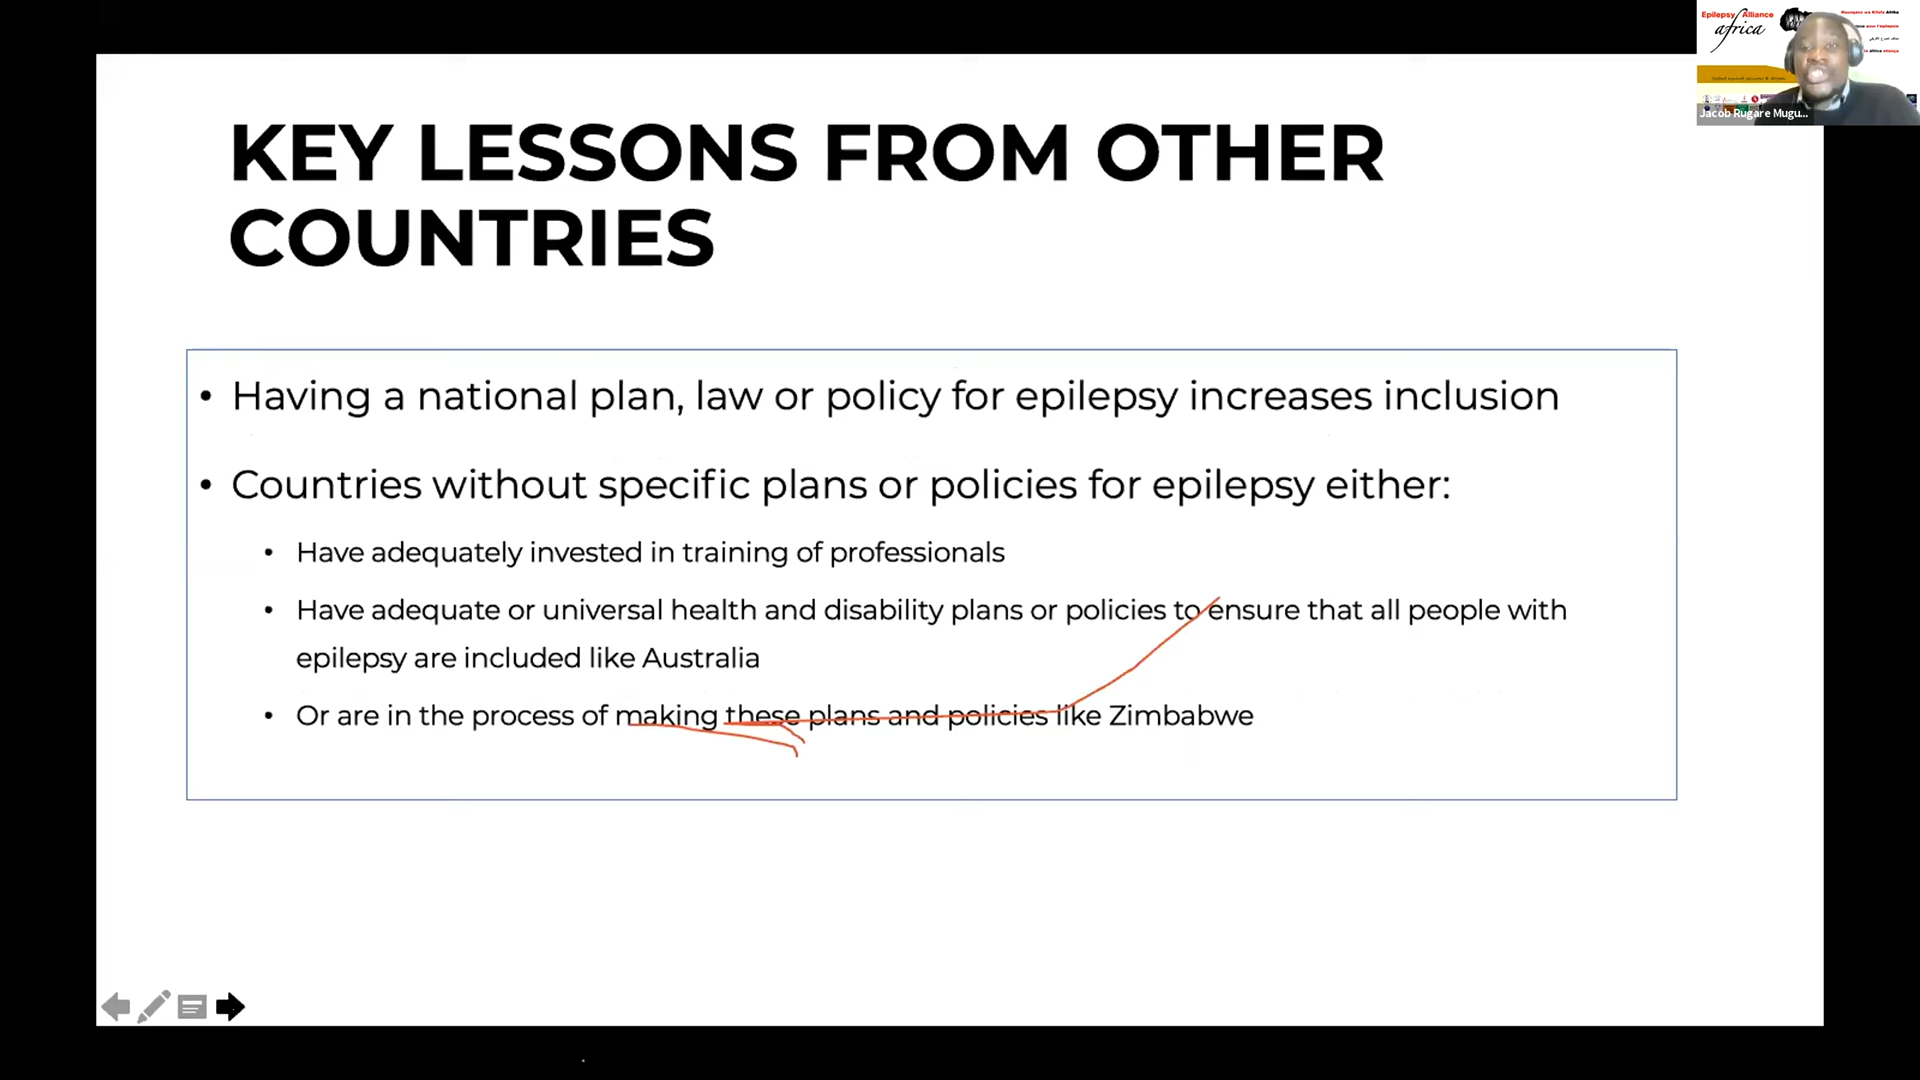 Epilepsy Alliance
africa
Jacob Rugare Mugu...
KEY LESSONS FROM OTHER
COUNTRIES
• Having a national plan, law or policy for epilepsy increases inclusion
• Countries without specific plans or policies for epilepsy either:
• Have adequately invested in training of professionals
• Have adequate or universal health and disability plans or policies to ensure that all people with
epilepsy are included like Australia
• Or are in the process of making these plans and policies like Zimbabwe